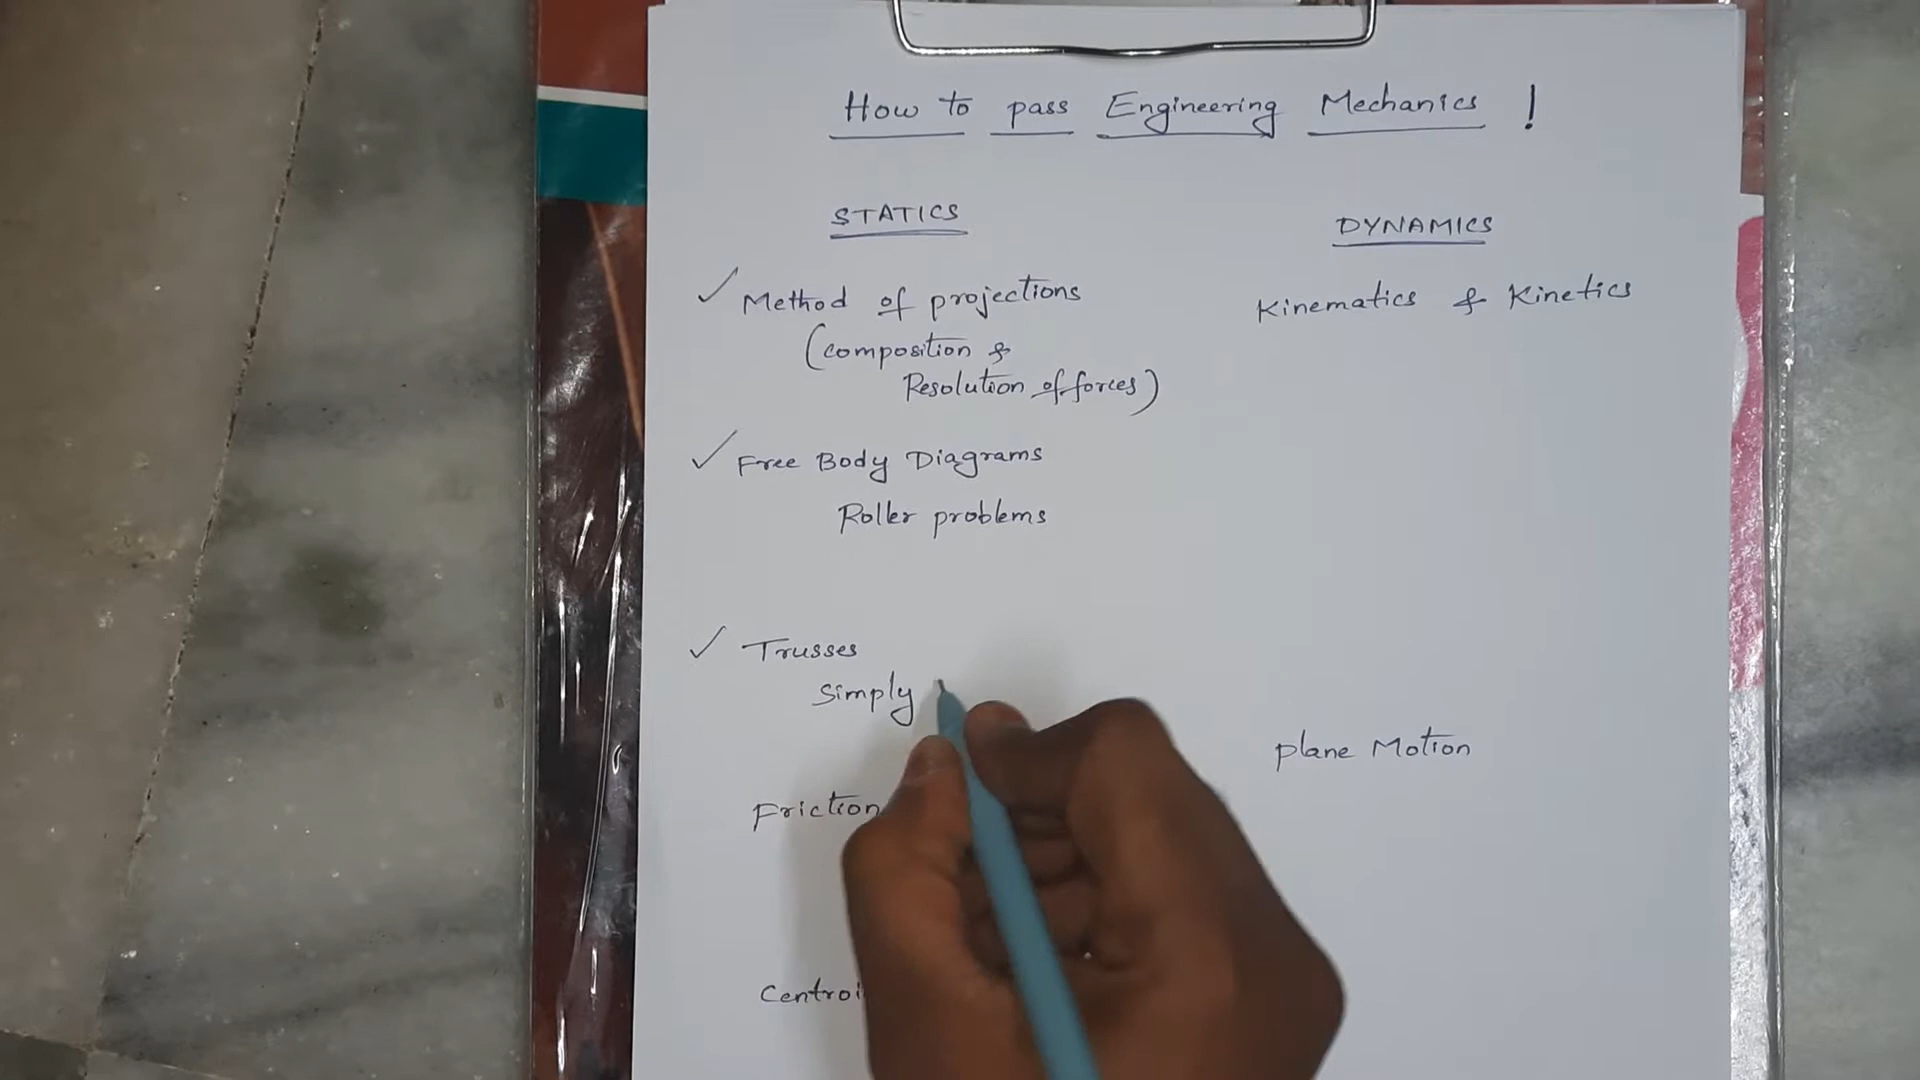 How to pass Engineering Mechanics !
STATICS
Method of projections
(composition &
Resolution of forces)
Free Body Diagrams
Roller problems
Trusses
Simply
Friction
DYNAMICS
Kinematics & Kinetics
plane Motion